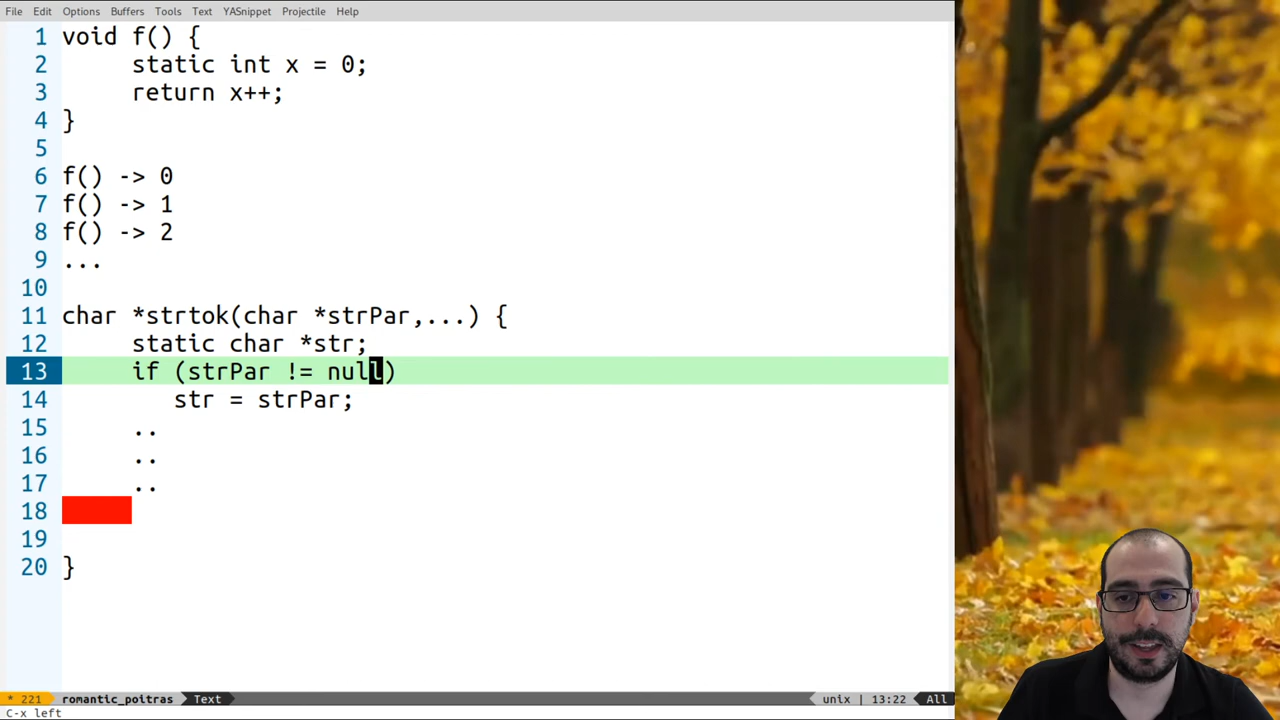 File Edit Options Buffers Tools Text YASnippet Projectile Help
1 void f() {
2 static int x = 0;
3 return x++;
4 }
5
6 f() -> 0
7 f() -> 1
8 f() -> 2
9 ...
10
11 char *strtok(char *strPar,...) {
12 static char *str;
13 if (strPar != null)
14 str = strPar;
15 ..
16 ..
17 ..
18
19
20 }
* 221 romantic_poitras Text unix | 13:22 All
C-x left